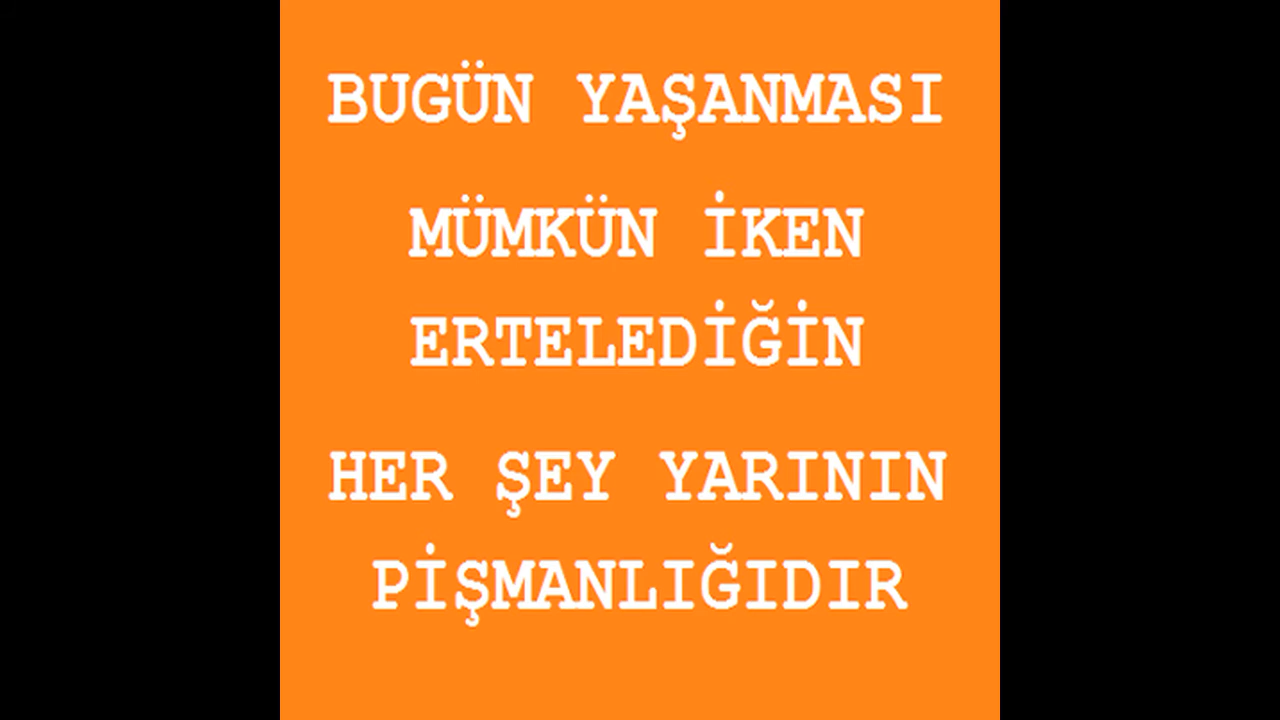 BUGÜN YAŞANMASI
MÜMKÜN İKEN
ERTELEDİĞİN
HER ŞEY YARININ
PİŞMANLIĞIDIR